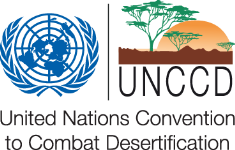 UNCCD
United Nations Convention
to Combat Desertification